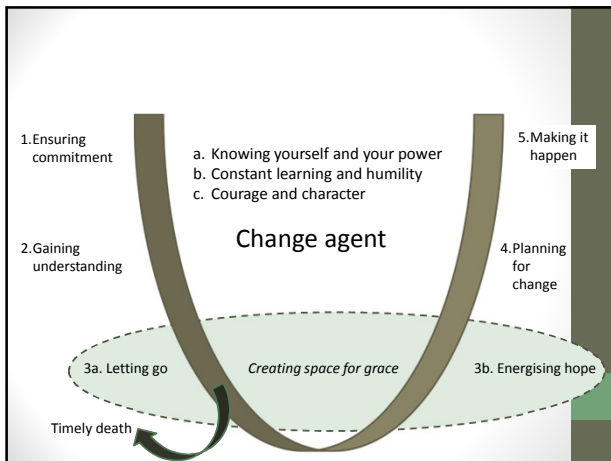 1.Ensuring
commitment
a. Knowing yourself and your power
b. Constant learning and humility
c. Courage and character
5.Making it
happen
Change agent
2.Gaining
understanding
4.Planning
for
change
3a. Letting go
Creating space for grace
3b. Energising hope
Timely death